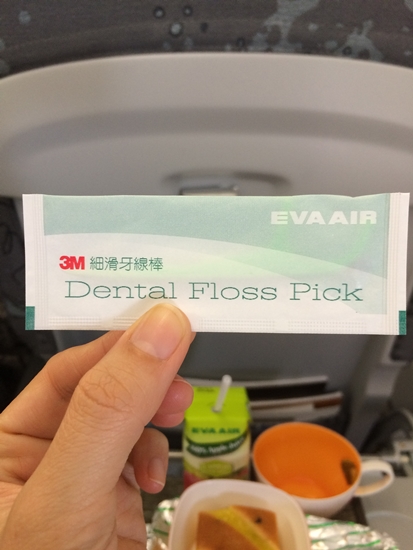 EVA AIR
3M 細滑牙線棒
Dental Floss Pick
EVA AIR